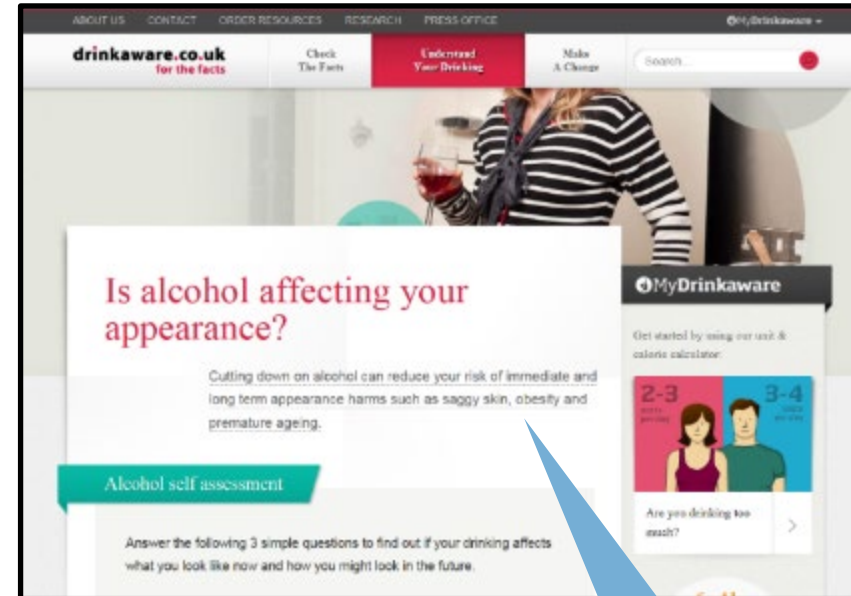 ABOUT US CONTACT ORDER RESOURCES RESEARCH PRESS OFFICE MyDrinkaware
drinkaware.co.uk
for the facts
Check
The Facts
Understand
Your Drinking
Make
A Change
Search...
Is alcohol affecting your
appearance?
Cutting down on alcohol can reduce your risk of immediate and
long term appearance harms such as saggy skin, obesity and
premature ageing.
Alcohol self assessment
Answer the following 3 simple questions to find out if your drinking affects
what you look like now and how you might look in the future.
MyDrinkaware
Get started by using our unit &
calorie calculator:
2-3
3-4
Are you drinking too
much?